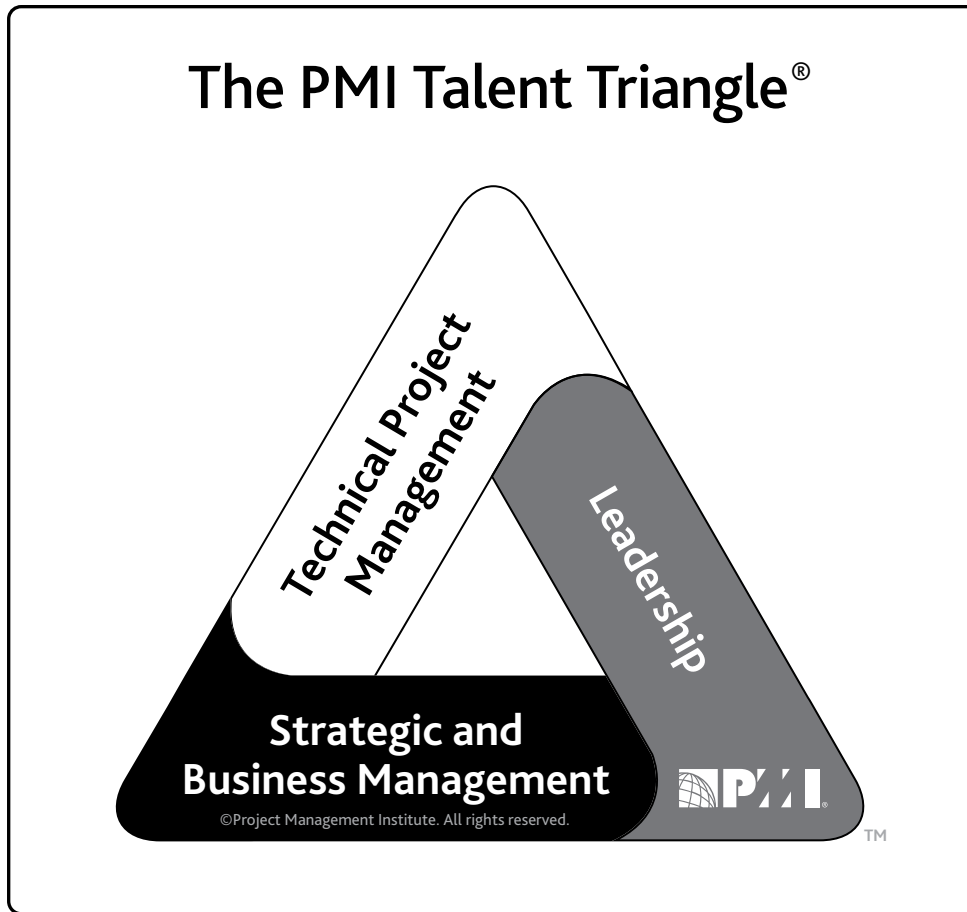 The PMI Talent Triangle®
Technical Project
Management
Leadership
Strategic and
Business Management
©Project Management Institute. All rights reserved.
PMI®
TM